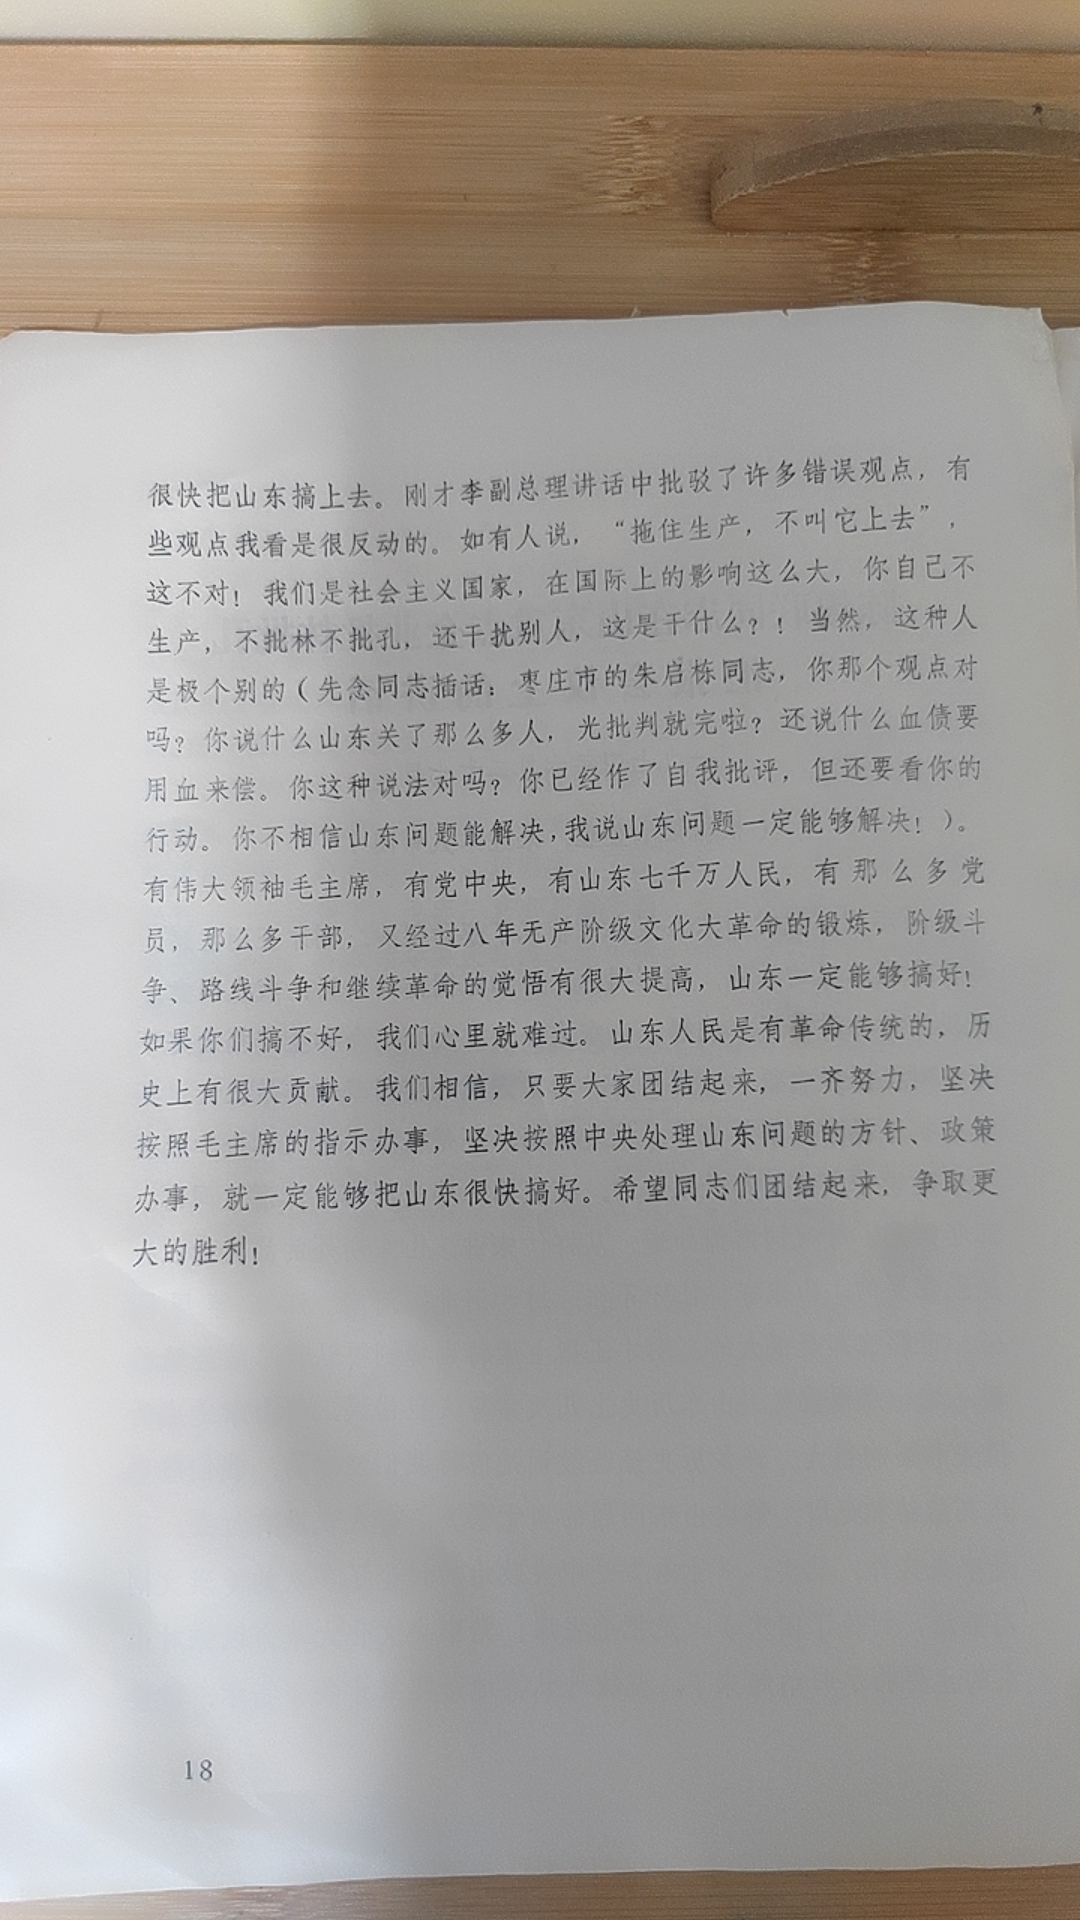 很快把山东搞上去。刚才李副总理讲话中批驳了许多错误观点，有
些观点我看是很反动的。如有人说，“拖住生产，不叫它上去”，
这不对！我们是社会主义国家，在国际上的影响这么大，你自己不
生产，不批林不批孔，还干扰别人，这是干什么？！当然，这种人
是极个别的（先念同志插话：枣庄市的朱启栋同志，你那个观点对
吗？你说什么山东关了那么多人，光批判就完啦？还说什么血债要
用血来偿。你这种说法对吗？你已经作了自我批评，但还要看你的
行动。你不相信山东问题能解决，我说山东问题一定能够解决！）。
有伟大领袖毛主席，有党中央，有山东七千万人民，有那么多党
员，那么多干部，又经过八年无产阶级文化大革命的锻炼，阶级斗
争、路线斗争和继续革命的觉悟有很大提高，山东一定能够搞好！
如果你们搞不好，我们心里就难过。山东人民是有革命传统的，历
史上有很大贡献。我们相信，只要大家团结起来，一齐努力，坚决
按照毛主席的指示办事，坚决按照中央处理山东问题的方针、政策
办事，就一定能够把山东很快搞好。希望同志们团结起来，争取更
大的胜利！
18